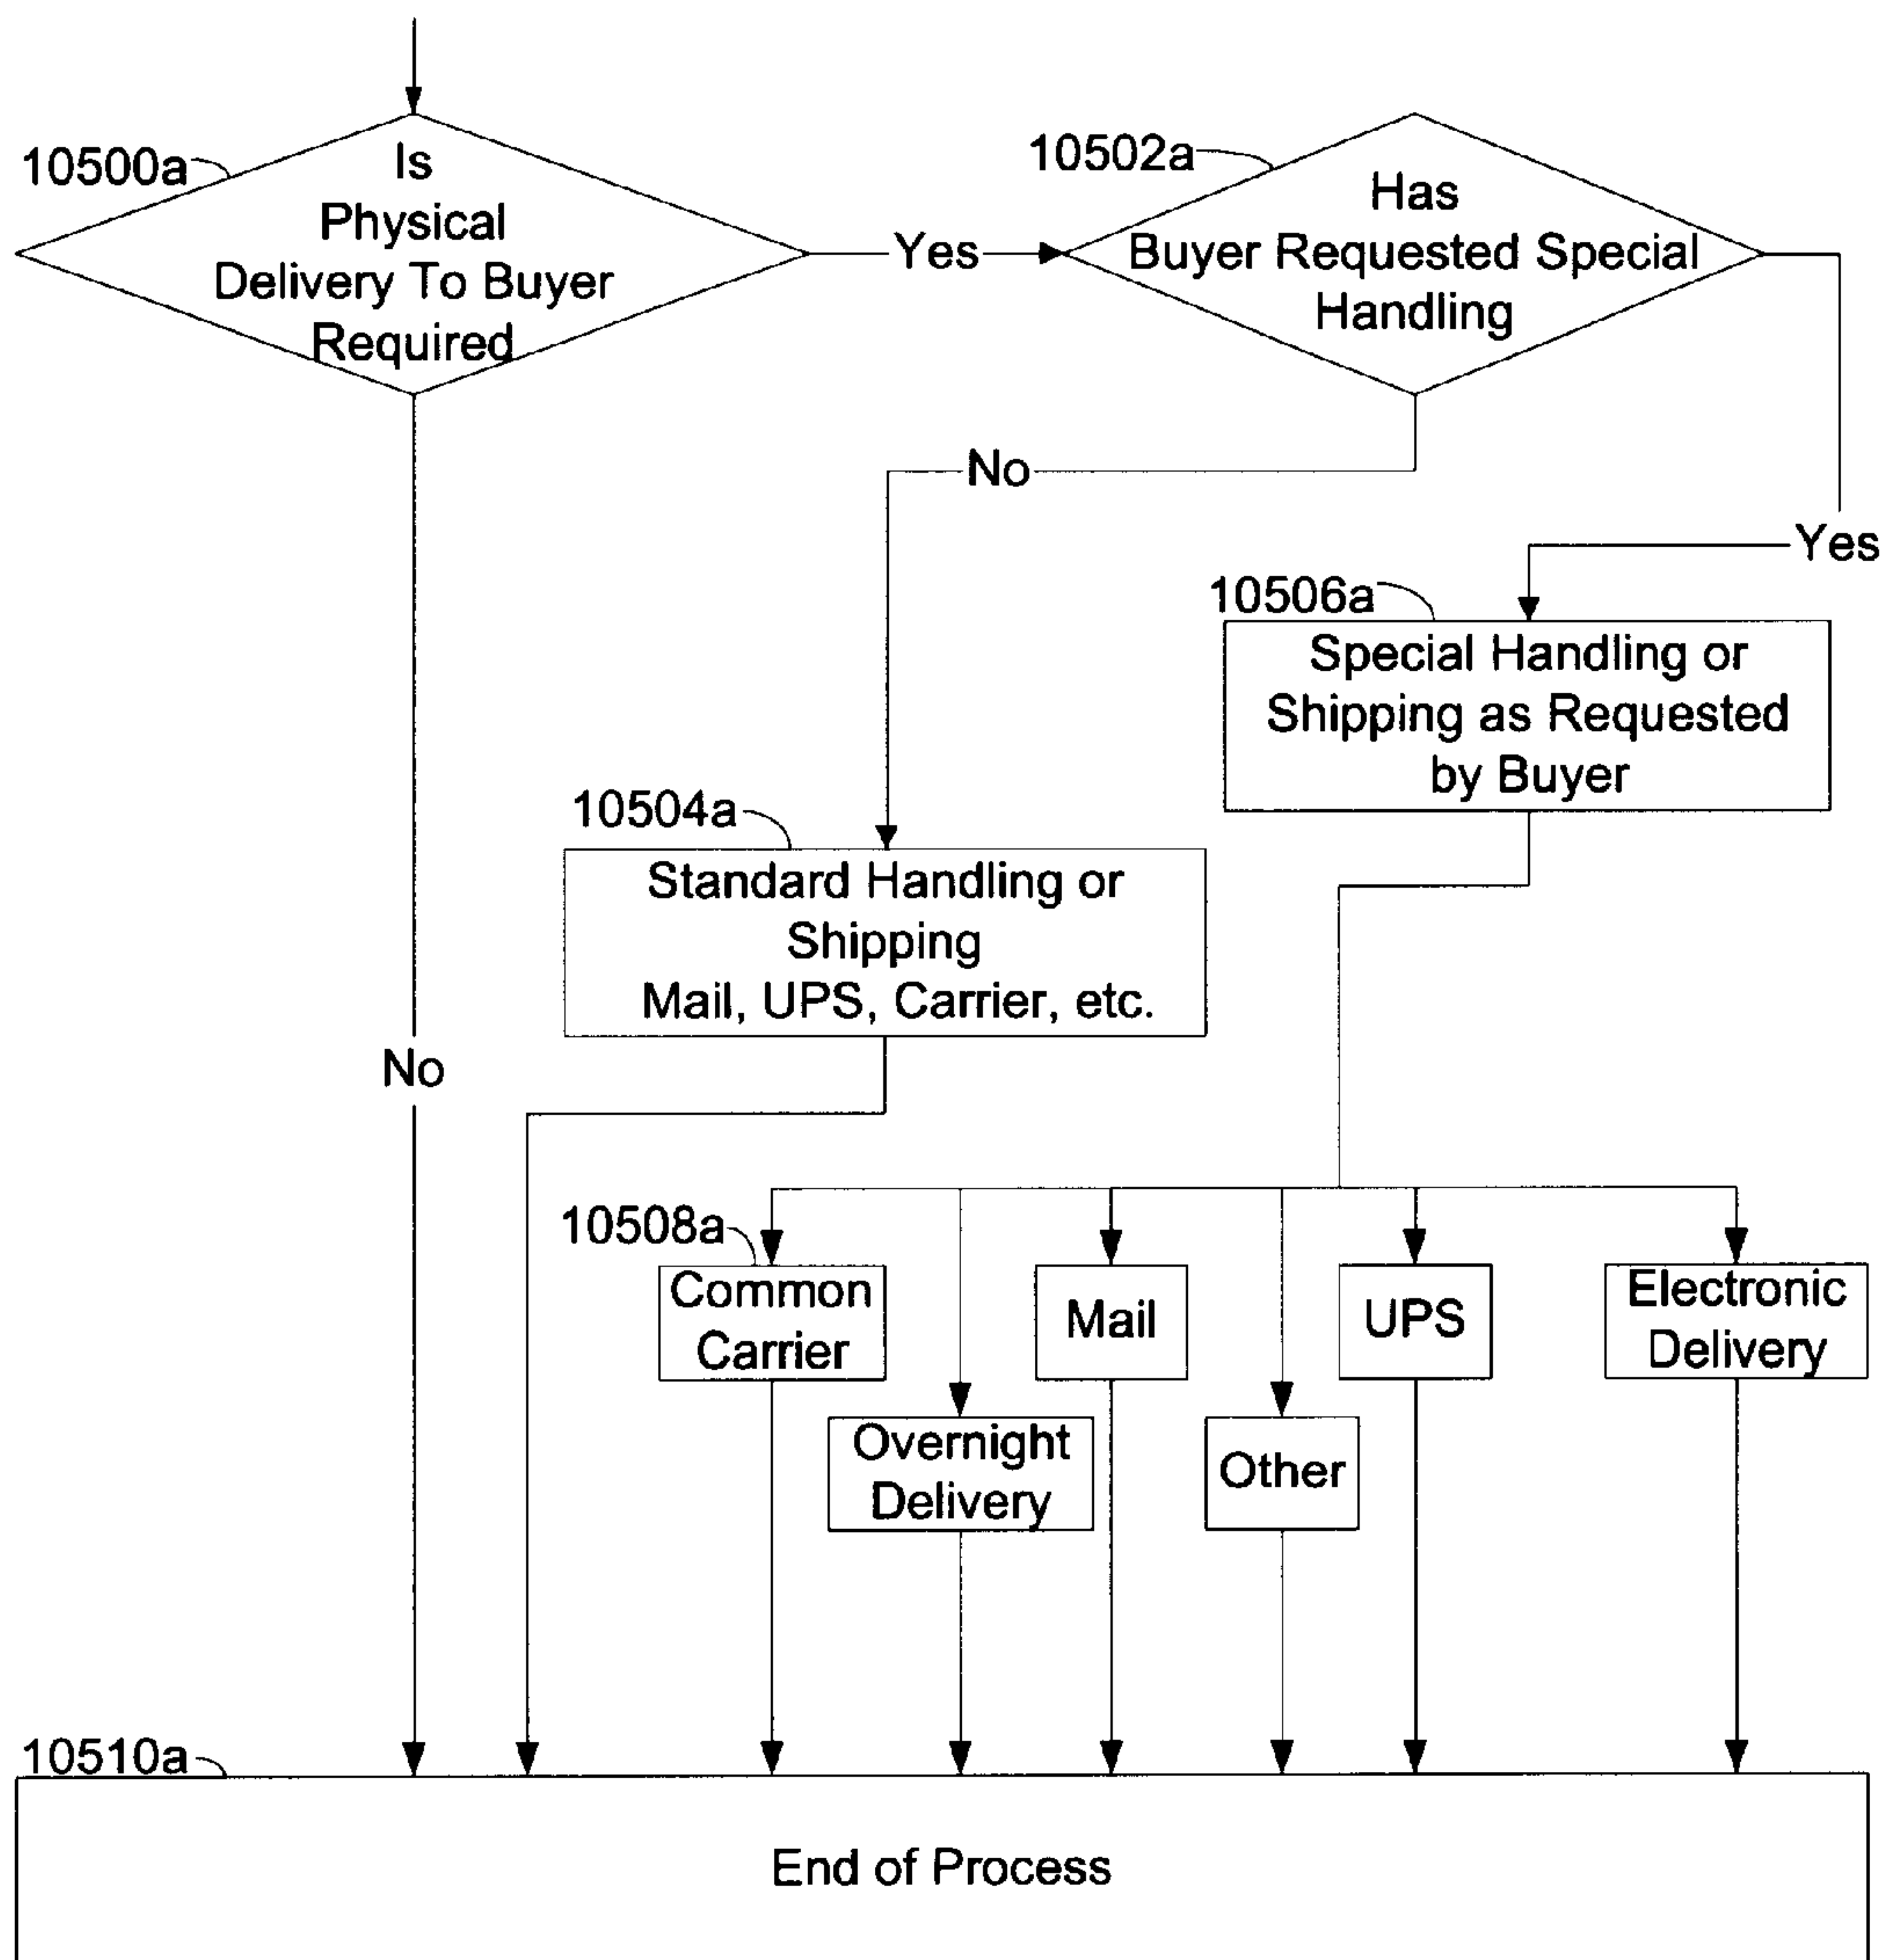 10500a
Is
Physical
Delivery To Buyer
Required
Yes
10502a
Has
Buyer Requested Special
Handling
No
Yes
10506a
Special Handling or
Shipping as Requested
by Buyer
10504a
Standard Handling or
Shipping
Mail, UPS, Carrier, etc.
No
10508a
Common
Carrier
Mail
UPS
Electronic
Delivery
Overnight
Delivery
Other
10510a
End of Process